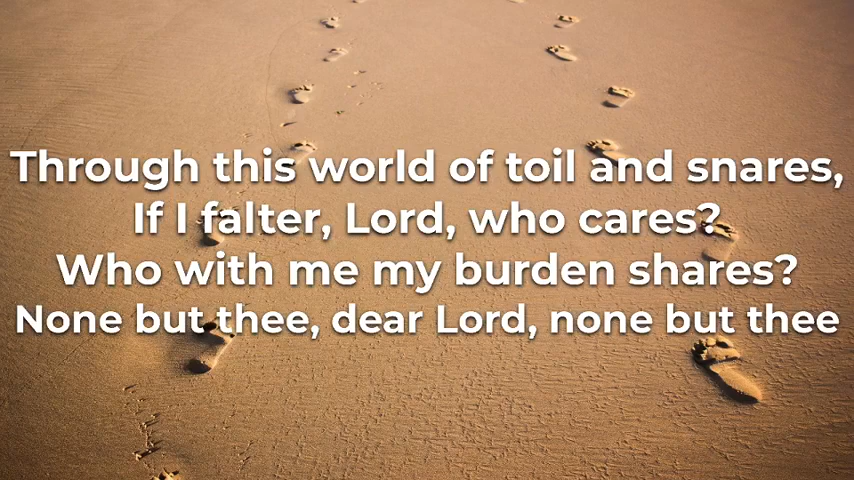 Through this world of toil and snares,
If I falter, Lord, who cares?
Who with me my burden shares?
None but thee, dear Lord, none but thee